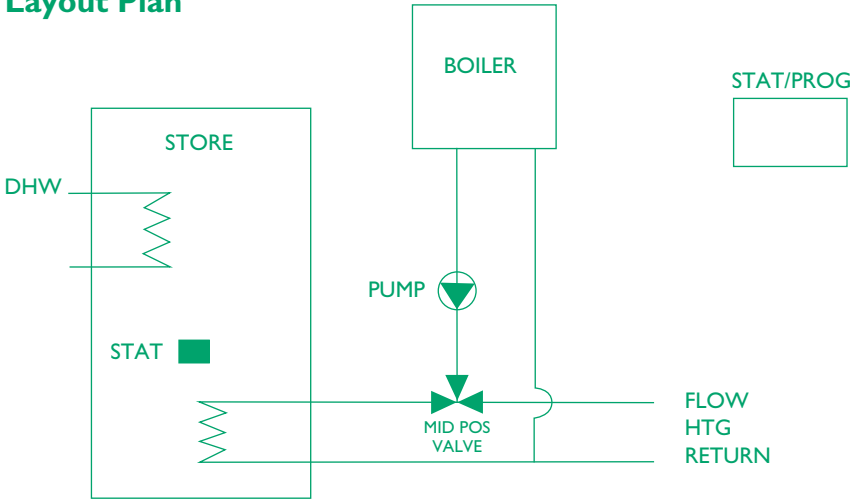 Layout Plan
BOILER
STAT/PROG
STORE
DHW
PUMP
STAT
MID POS
VALVE
FLOW
HTG
RETURN